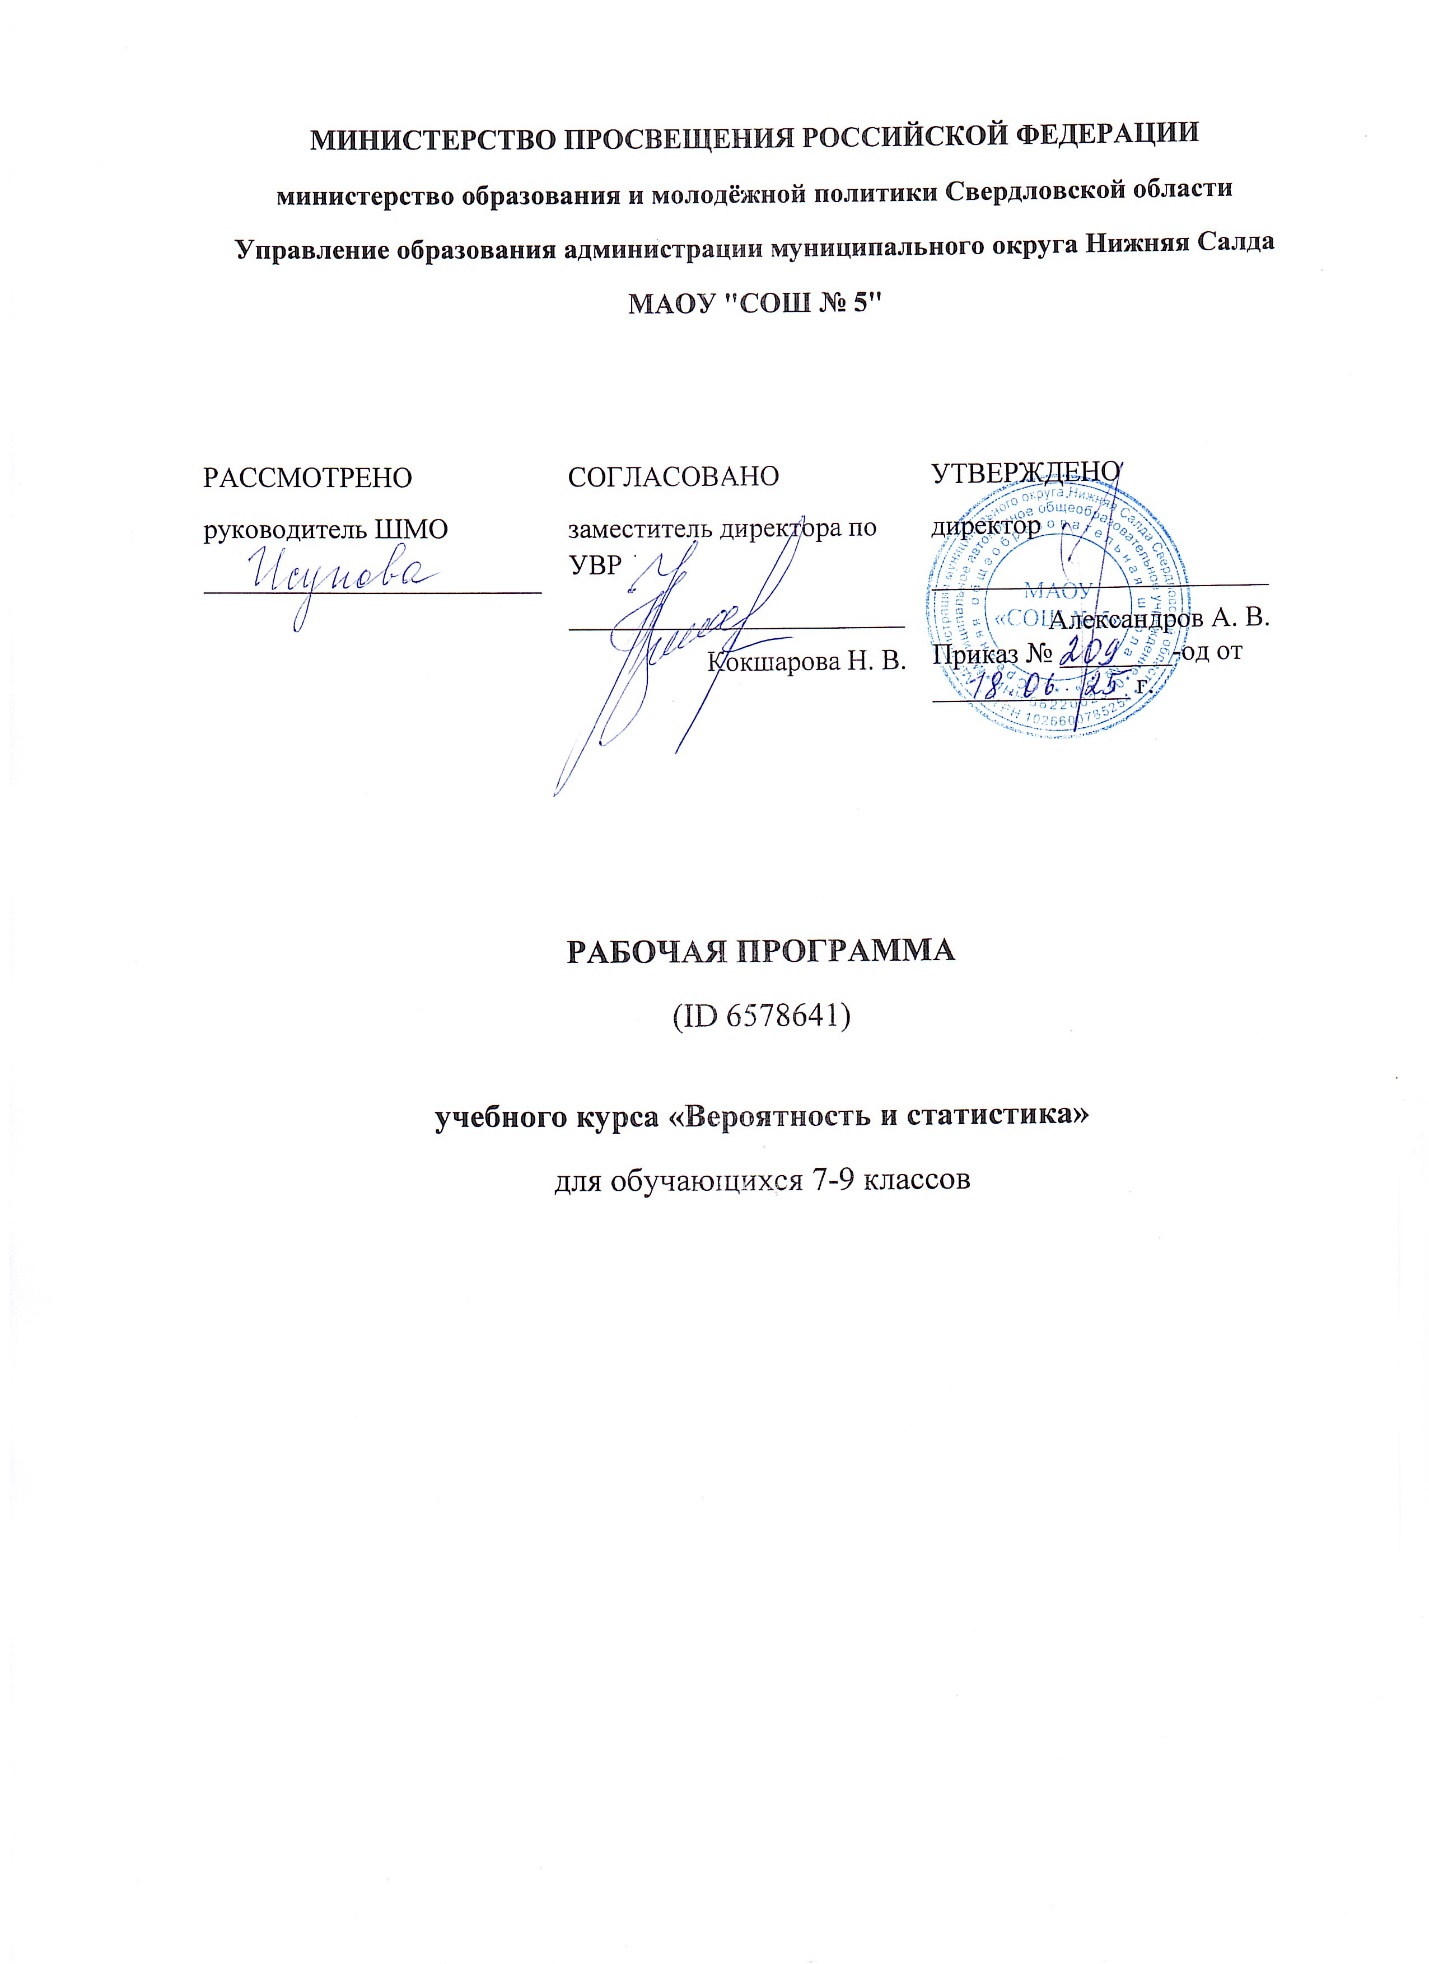 МИНИСТЕРСТВО ПРОСВЕЩЕНИЯ РОССИЙСКОЙ ФЕДЕРАЦИИ
министерство образования и молодёжной политики Свердловской области
Управление образования администрации муниципального округа Нижняя Салда
МАОУ "СОШ № 5"
РАССМОТРЕНО
руководитель ШМО
Исупова
СОГЛАСОВАНО
заместитель директора по
УВР
Кокшарова Н. В.
УТВЕРЖДЕНО
директор
МАОУ
Александров А. В.
Приказ № 209 -од от
18.06.25 г.
РАБОЧАЯ ПРОГРАММА
(ID 6578641)
учебного курса «Вероятность и статистика»
для обучающихся 7-9 классов